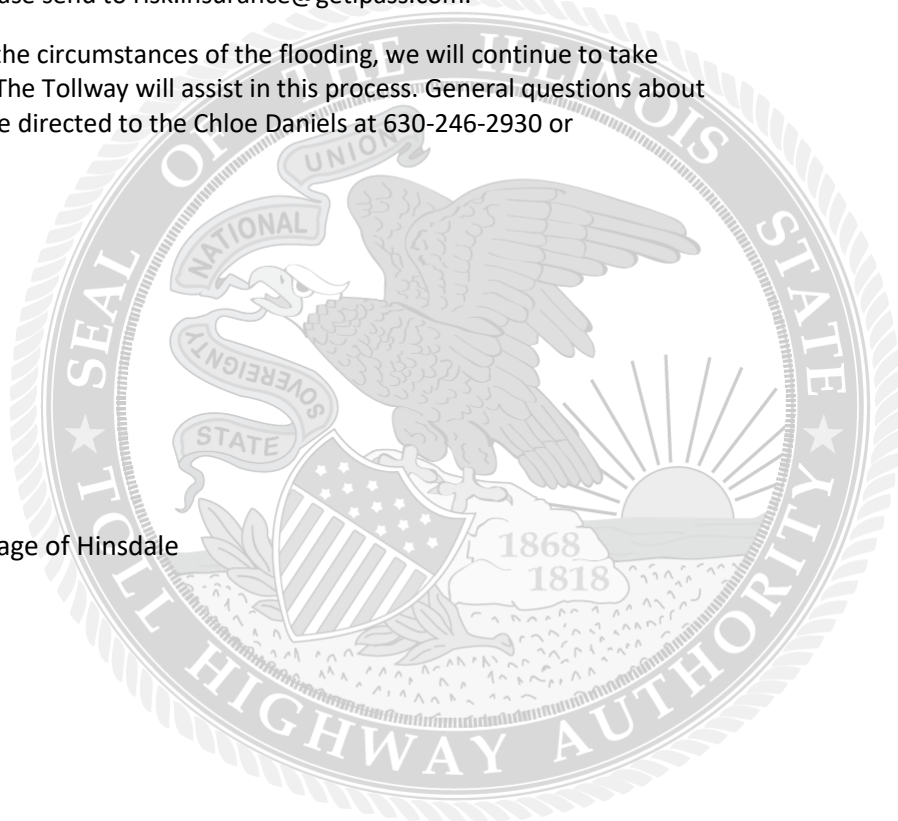 ase send to risk.insurance@getipass.com.
the circumstances of the flooding, we will continue to take
The Tollway will assist in this process. General questions about
e directed to the Chloe Daniels at 630-246-2930 or
age of Hinsdale
SEAL OF THE ILLINOIS STATE
TOLL HIGHWAY AUTHORITY
UNION
NATIONAL
SOVEREIGNTY
STATE
1868
1818